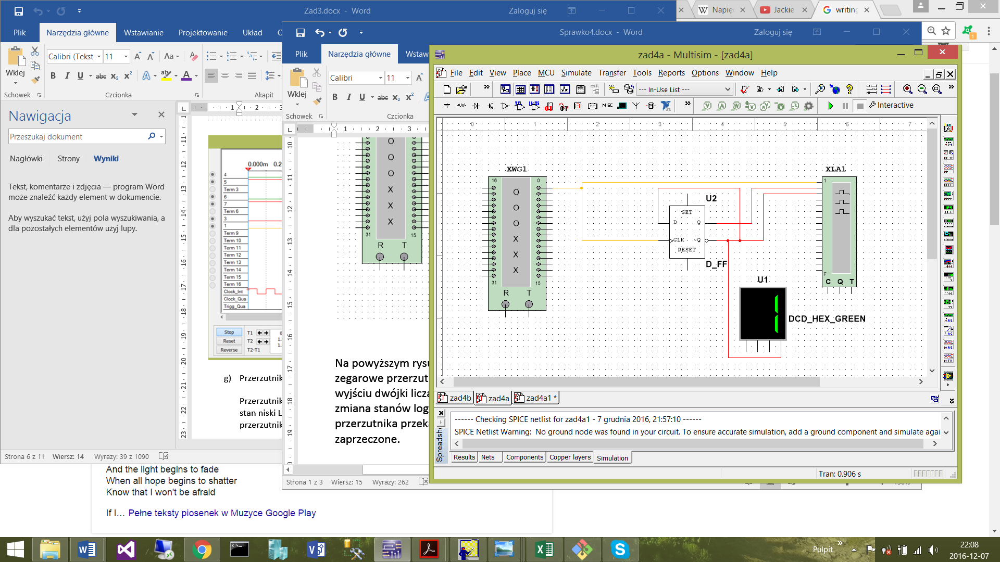 Zad3.docx - Word
Zaloguj się
Plik
Narzędzia główne
Wstawianie
Projektowanie
Układ
Calibri (Tekst
11
Wklej
Schowek
Czcionka
Akapit
Nawigacja
Przeszukaj dokument
Nagłówki
Strony
Wyniki
Tekst, komentarze i zdjęcia — program Word
może znaleźć każdy element w dokumencie.
Aby wyszukać tekst, użyj pola wyszukiwania, a
dla pozostałych elementów użyj lupy.
0.000m
4
5
Term 3
6
7
Term 6
3
1
Term 9
Term 10
Term 11
Term 12
Term 13
Term 14
Term 15
Term 16
Clock_Int
Clock_Qua
Trigg_Qua
Stop
Reset
Reverse
T1
T2
T2-T1
g) Przerzutnik
Przerzutnik
stan niski L
przerzutnik
Strona 6 z 11
Wiersz: 14
Wyrazy: 39 z 1090
And the light begins to fade
When all hope begins to shatter
Know that I won't be afraid
If I… Pełne teksty piosenek w Muzyce Google Play
Napięc
Jackie
writing
Sprawko4.docx - Word
Zaloguj się
Plik
Narzędzia główne
Wstaw
Calibri
11
Wklej
Schowek
Czcionka
O
O
O
X
X
X
31
15
R
T
Na powyższym rysu
zegarowe przerzut
wyjściu dwójki licza
zmiana stanów log
przerzutnika przeka
zaprzeczone.
Strona 1 z 3
Wiersz: 15
Wyrazy: 262
zad4a - Multisim - [zad4a]
File Edit View Place MCU Simulate Transfer Tools Reports Options Window Help
--- In-Use List ---
MISC
Interactive
0 1 2 3 4 5 6 7
XWG1
16
0
O
O
O
X
X
X
31
15
R
T
U2
SET
D
Q
CLK
~Q
RESET
D_FF
U1
1
DCD_HEX_GREEN
XLA1
1
F
C Q T
zad4b
zad4a
zad4a1 *
Spreadsh
------ Checking SPICE netlist for zad4a1 - 7 grudnia 2016, 21:57:10 ------
SPICE Netlist Warning: No ground node was found in your circuit. To ensure accurate simulation, add a ground component and simulate agai
Results
Nets
Components
Copper layers
Simulation
Tran: 0.906 s
Pulpit
22:08
2016-12-07